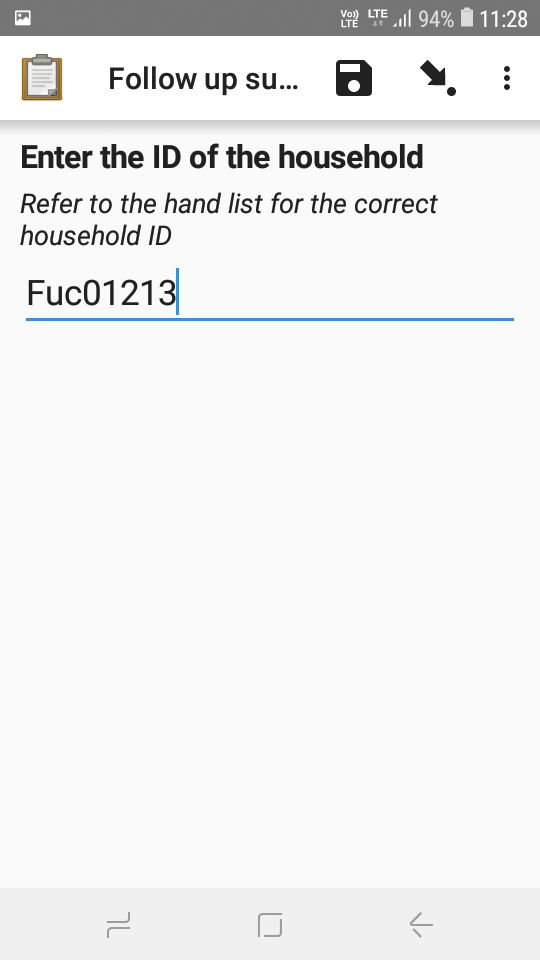 Vo)) LTE LTE 94% 11:28
Follow up su...
Enter the ID of the household
Refer to the hand list for the correct
household ID
Fuc01213